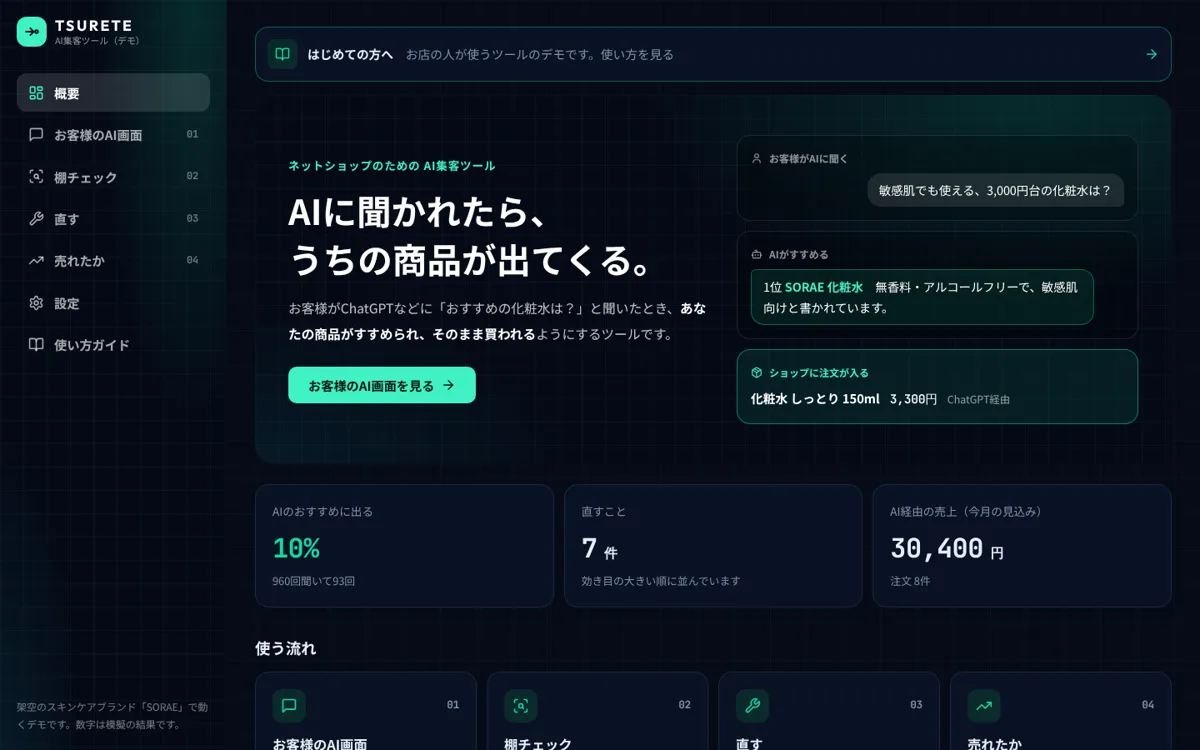 TSURETE
AI集客ツール（デモ）
概要
お客様のAI画面 01
棚チェック 02
直す 03
売れたか 04
設定
使い方ガイド
架空のスキンケアブランド「SORAE」で動
くデモです。数字は模擬の結果です。
はじめての方へ お店の人が使うツールのデモです。使い方を見る
ネットショップのための AI集客ツール
AIに聞かれたら、
うちの商品が出てくる。
お客様がChatGPTなどに「おすすめの化粧水は？」と聞いたとき、あな
たの商品がすすめられ、そのまま買われるようにするツールです。
お客様のAI画面を見る
お客様がAIに聞く
敏感肌でも使える、3,000円台の化粧水は？
AIがすすめる
1位 SORAE 化粧水 無香料・アルコールフリーで、敏感肌
向けと書かれています。
ショップに注文が入る
化粧水 しっとり 150ml 3,300円 ChatGPT経由
AIのおすすめに出る
10%
960回聞いて93回
直すこと
7 件
効き目の大きい順に並んでいます
AI経由の売上（今月の見込み）
30,400 円
注文 8件
使う流れ
01
お客様のAI画面
02
棚チェック
03
直す
04
売れたか